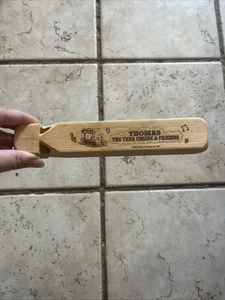 THOMAS
THE TANK ENGINE & FRIENDS